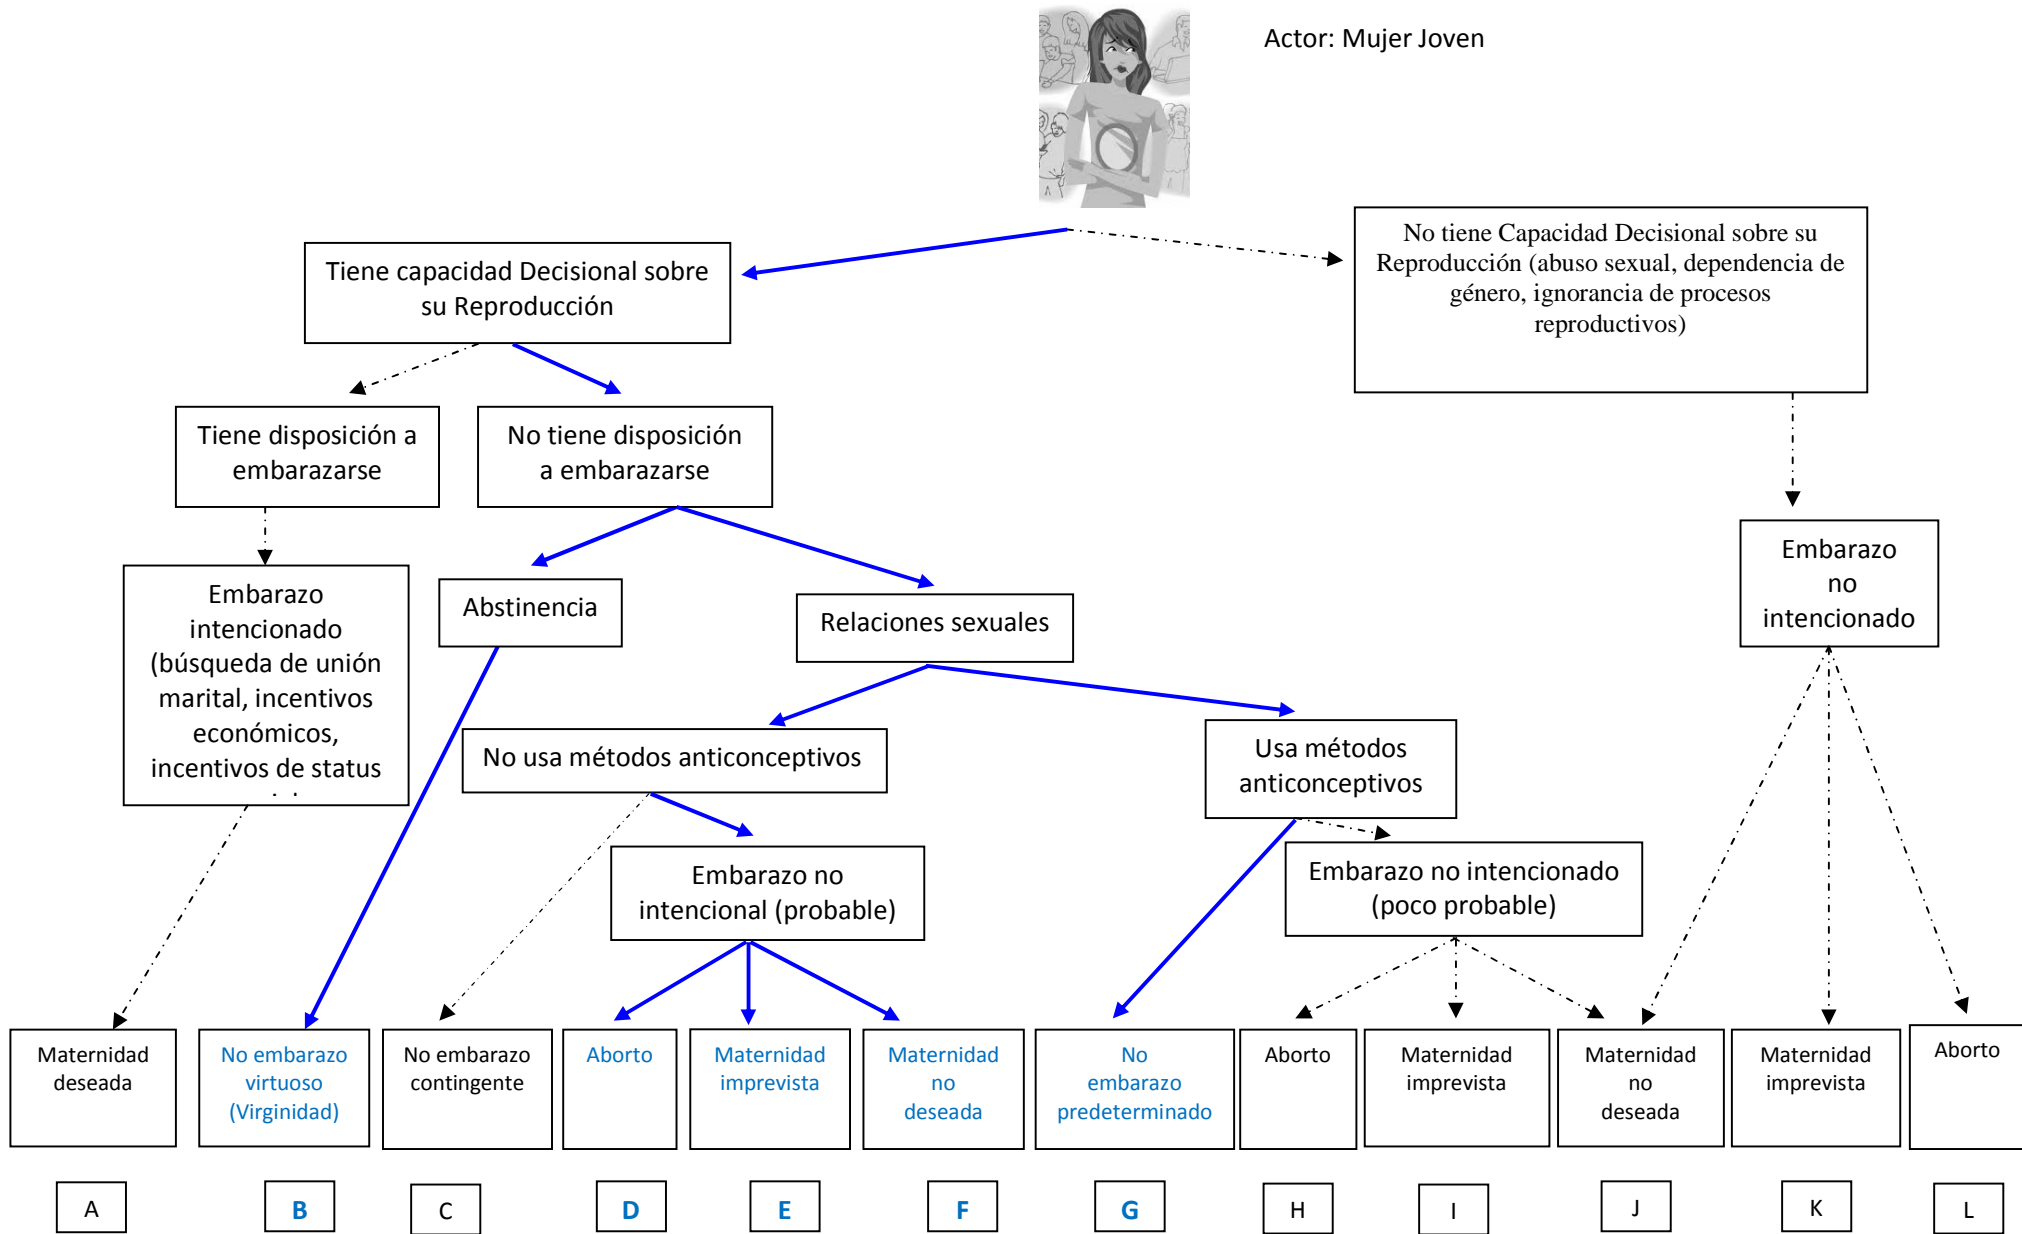 Actor: Mujer Joven
Tiene capacidad Decisional sobre
su Reproducción
No tiene Capacidad Decisional sobre su
Reproducción (abuso sexual, dependencia de
género, ignorancia de procesos
reproductivos)
Tiene disposición a
embarazarse
No tiene disposición
a embarazarse
Embarazo
intencionado
(búsqueda de unión
marital, incentivos
económicos,
incentivos de status
Abstinencia
Relaciones sexuales
Embarazo
no
intencionado
No usa métodos anticonceptivos
Usa métodos
anticonceptivos
Embarazo no
intencional (probable)
Embarazo no intencionado
(poco probable)
Maternidad
deseada
No embarazo
virtuoso
(Virginidad)
No embarazo
contingente
Aborto
Maternidad
imprevista
Maternidad
no
deseada
No
embarazo
predeterminado
Aborto
Maternidad
imprevista
Maternidad
no
deseada
Maternidad
imprevista
Aborto
A
B
C
D
E
F
G
H
I
J
K
L